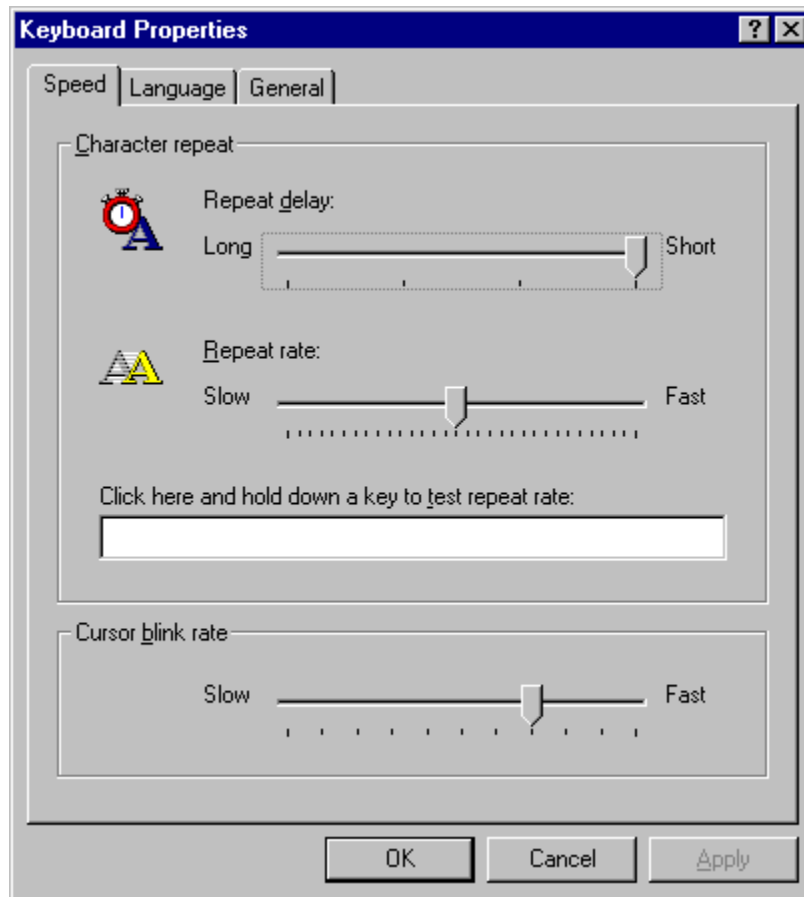 Keyboard Properties
Speed Language General
Character repeat
Repeat delay:
Long Short
Repeat rate:
Slow Fast
Click here and hold down a key to test repeat rate:
Cursor blink rate
Slow Fast
OK Cancel Apply